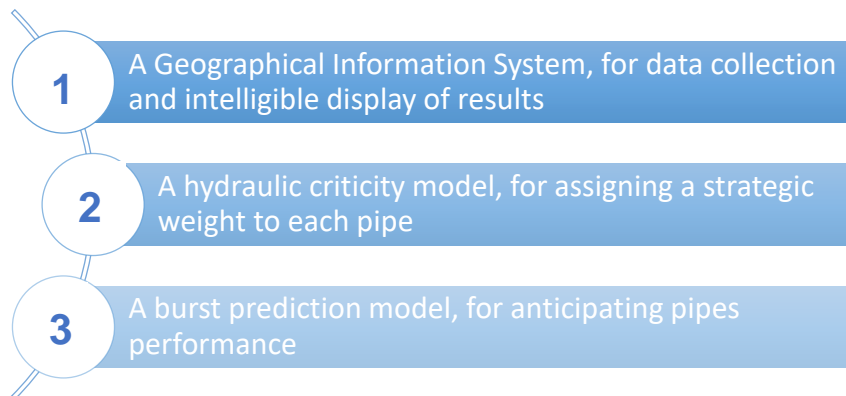 1
A Geographical Information System, for data collection
and intelligible display of results
2
A hydraulic criticity model, for assigning a strategic
weight to each pipe
3
A burst prediction model, for anticipating pipes
performance